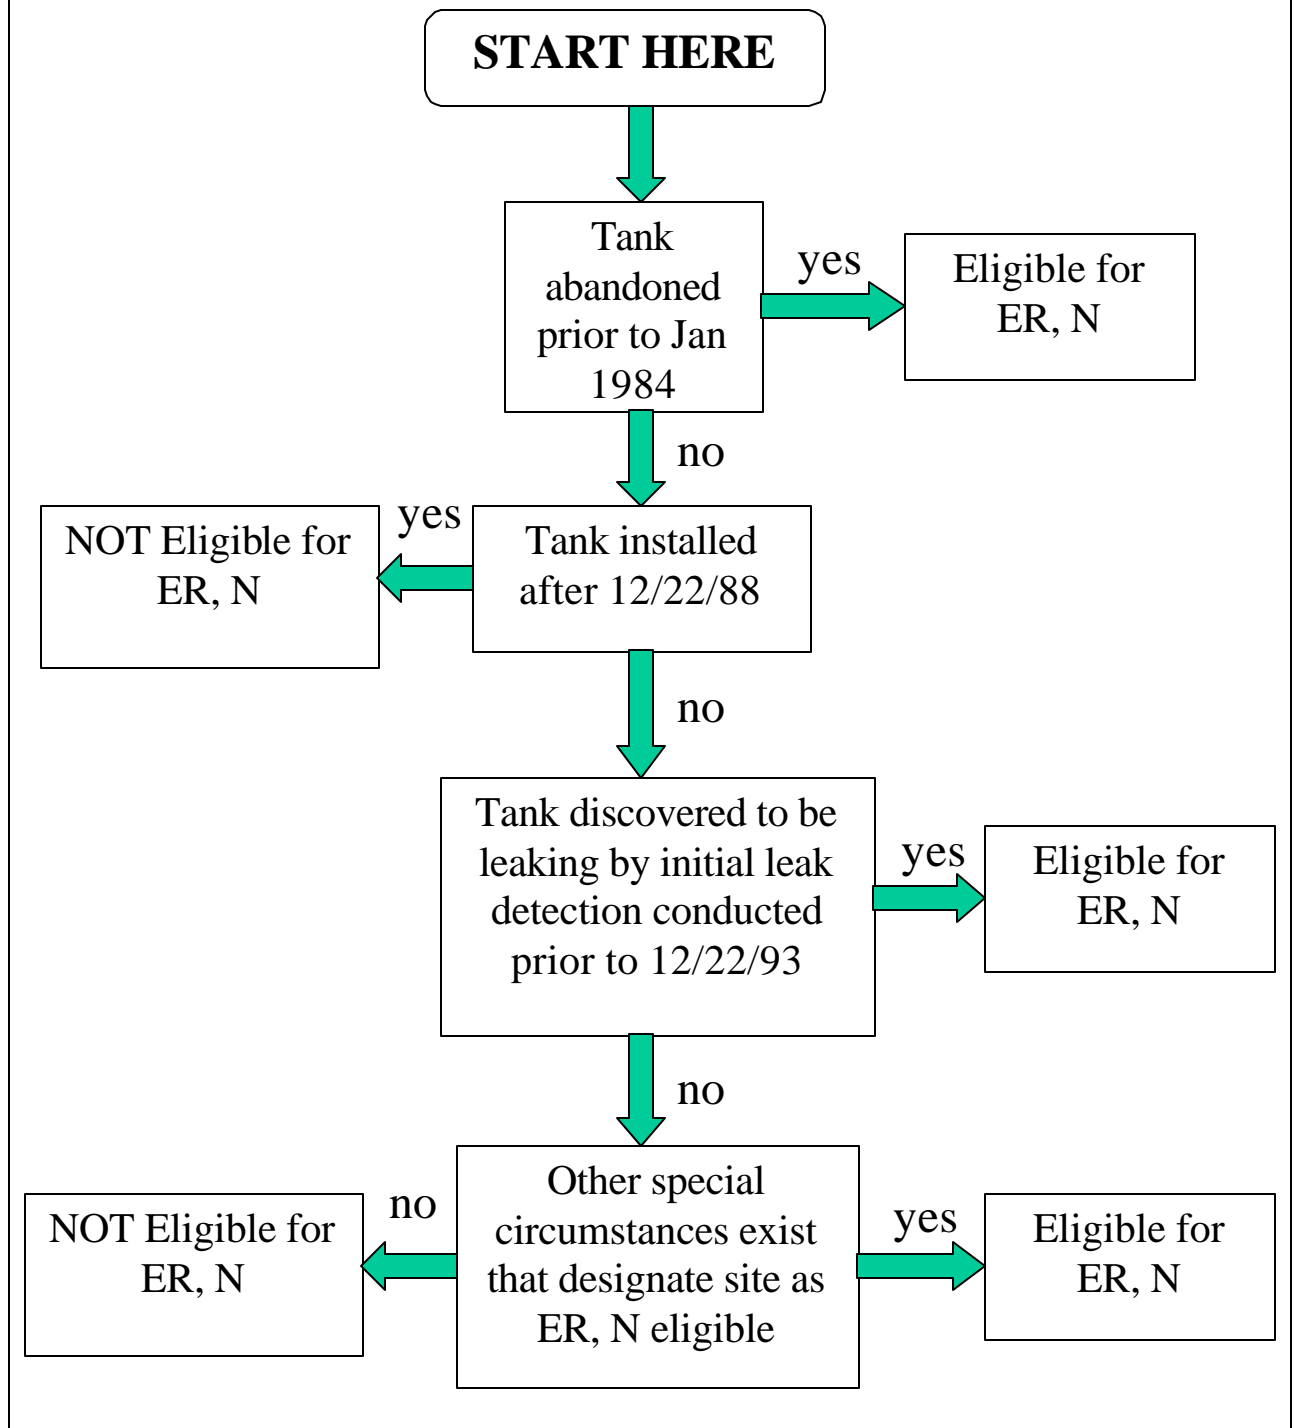 START HERE
Tank
abandoned
prior to Jan
1984
yes
Eligible for
ER, N
no
NOT Eligible for
ER, N
yes
Tank installed
after 12/22/88
no
Tank discovered to be
leaking by initial leak
detection conducted
prior to 12/22/93
yes
Eligible for
ER, N
no
NOT Eligible for
ER, N
no
Other special
circumstances exist
that designate site as
ER, N eligible
yes
Eligible for
ER, N